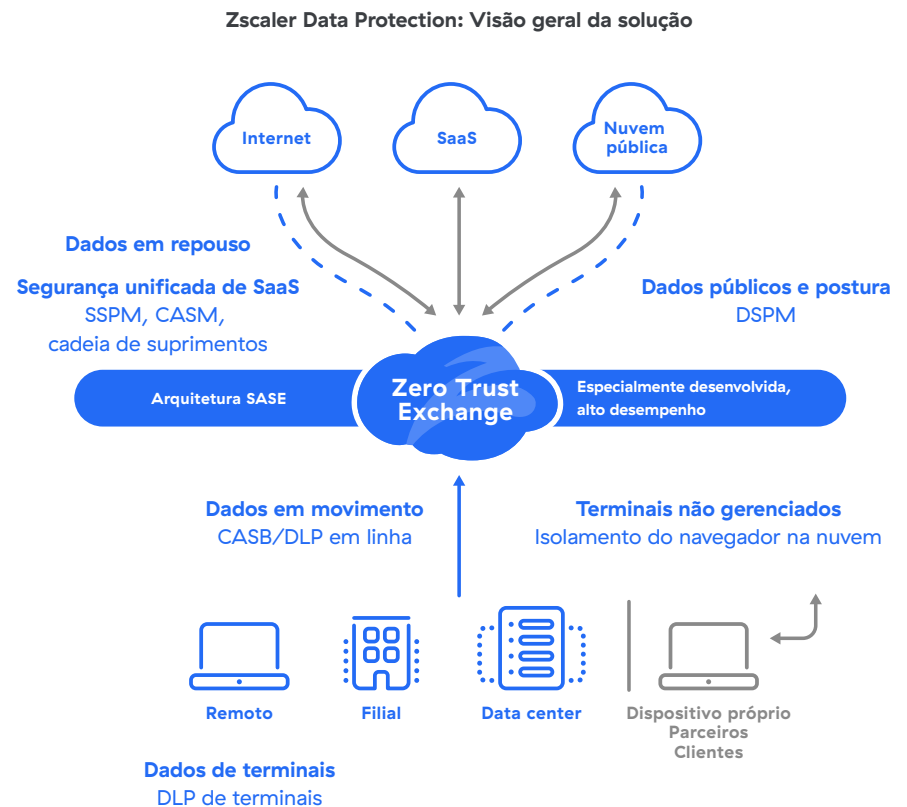 Zscaler Data Protection: Visão geral da solução
Internet
SaaS
Nuvem
pública
Dados em repouso
Segurança unificada de SaaS
SSPM, CASM,
cadeia de suprimentos
Dados públicos e postura
DSPM
Arquitetura SASE
Zero Trust
Exchange
Especialmente desenvolvida,
alto desempenho
Dados em movimento
CASB/DLP em linha
Terminais não gerenciados
Isolamento do navegador na nuvem
Remoto
Filial
Data center
Dispositivo próprio
Parceiros
Clientes
Dados de terminais
DLP de terminais